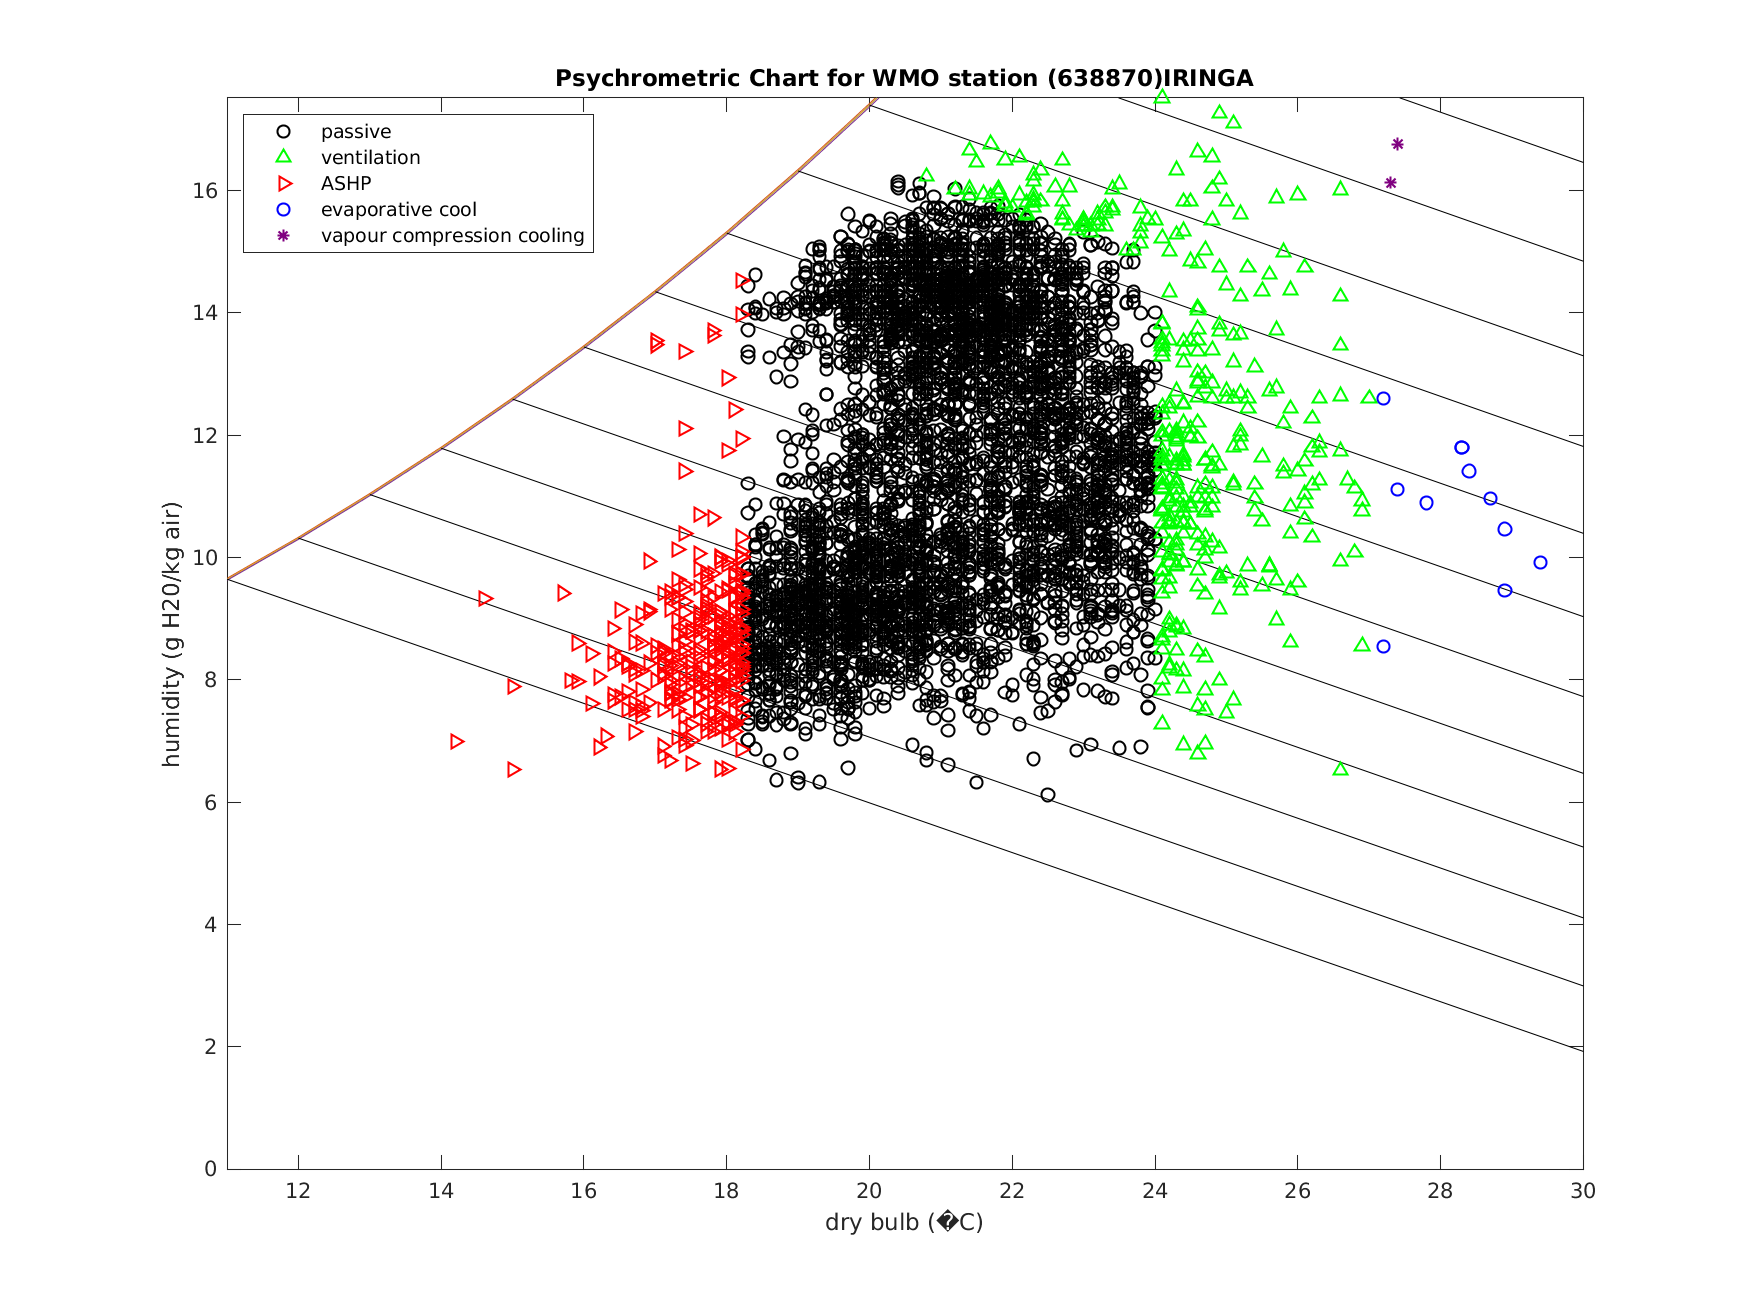 Psychrometric Chart for WMO station (638870)IRINGA
passive
ventilation
ASHP
evaporative cool
vapour compression cooling
humidity (g H20/kg air)
16
14
12
10
8
6
4
2
0
12 14 16 18 20 22 24 26 28 30
dry bulb (�C)